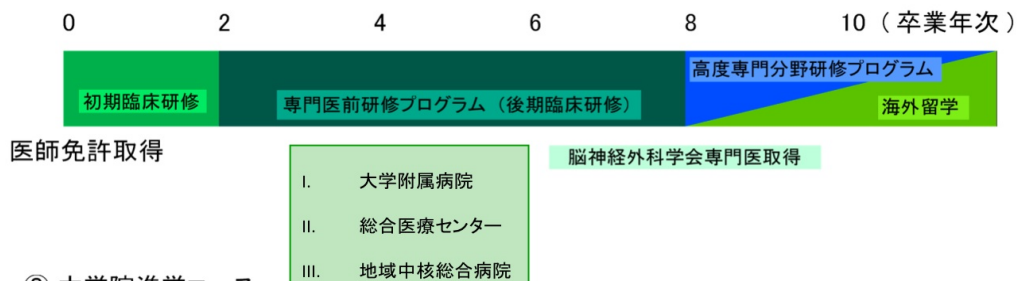 0 2 4 6 8 10 ( 卒業年次 )
高度専門分野研修プログラム
初期臨床研修 専門医前研修プログラム（後期臨床研修） 海外留学
医師免許取得
脳神経外科学会専門医取得
I. 大学附属病院
II. 総合医療センター
III. 地域中核総合病院